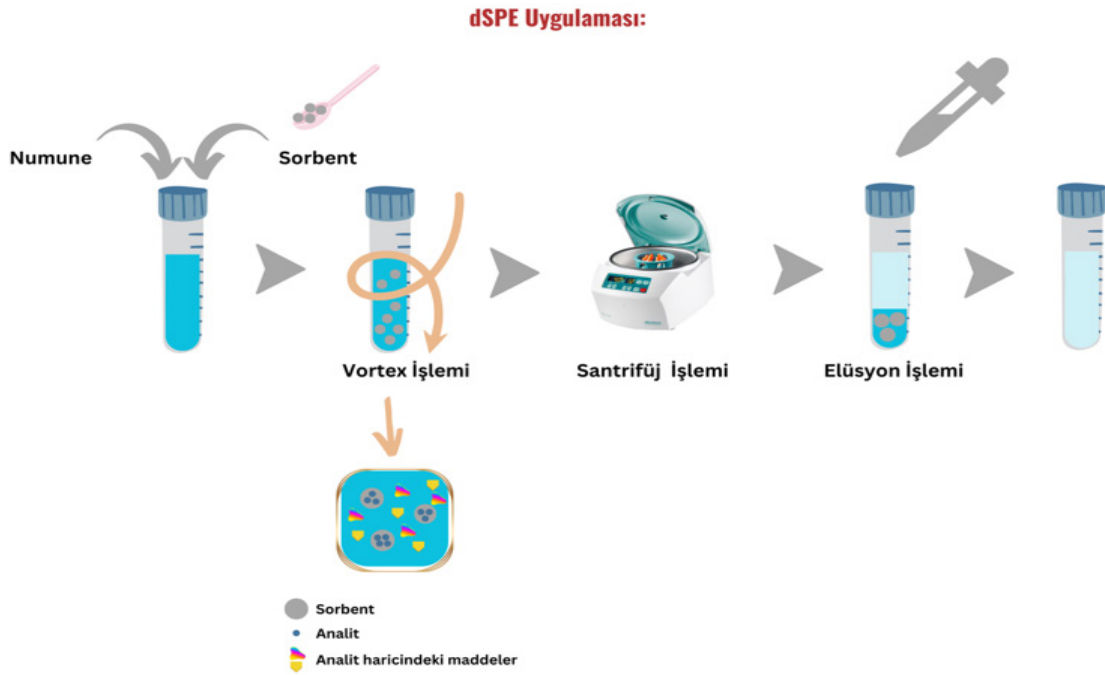 dSPE Uygulaması:
Numune
Sorbent
Vortex İşlemi
Santrifüj İşlemi
Elüsyon İşlemi
Sorbent
Analit
Analit haricindeki maddeler